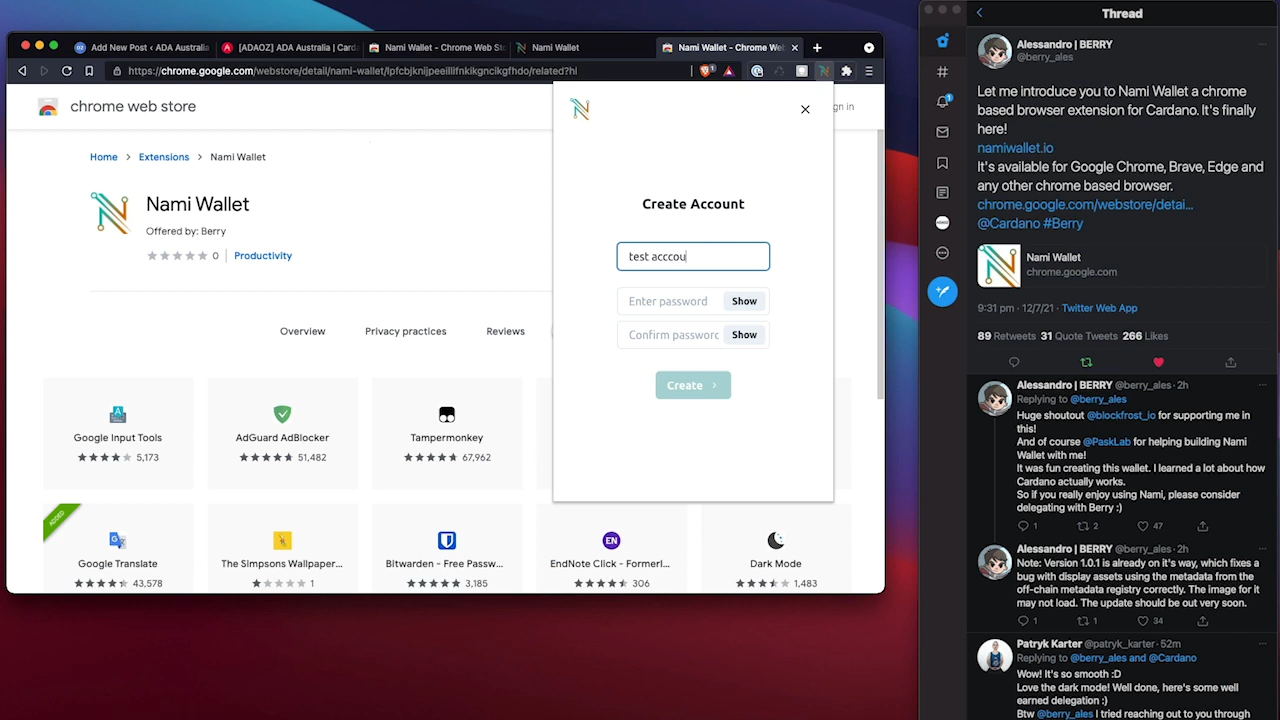 Add New Post ‹ ADA Australia
[ADAOZ] ADA Australia | Card
Nami Wallet - Chrome Web St
Nami Wallet
Nami Wallet - Chrome Web
https://chrome.google.com/webstore/detail/nami-wallet/lpfcbjknijpeeillifnkikgncikgfhdo/related?hl
chrome web store
gn in
Home > Extensions > Nami Wallet
Nami Wallet
Offered by: Berry
0 | Productivity
Overview
Privacy practices
Reviews
Google Input Tools
5,173
AdGuard AdBlocker
51,482
Tampermonkey
67,962
ADDED
Google Translate
43,578
The Simpsons Wallpaper...
1
Bitwarden - Free Passw...
3,185
EN
EndNote Click - Formerl...
306
Dark Mode
1,483
Create Account
test acccou
Enter password
Show
Confirm password
Show
Create >
Thread
Alessandro | BERRY
@berry_ales
Let me introduce you to Nami Wallet a chrome
based browser extension for Cardano. It's finally
here!
namiwallet.io
It's available for Google Chrome, Brave, Edge and
any other chrome based browser.
chrome.google.com/webstore/detai...
@Cardano #Berry
Nami Wallet
chrome.google.com
9:31 pm · 12/7/21 · Twitter Web App
89 Retweets 31 Quote Tweets 266 Likes
Alessandro | BERRY @berry_ales · 2h
Replying to @berry_ales
Huge shoutout @blockfrost_io for supporting me in
this!
And of course @PaskLab for helping building Nami
Wallet with me!
It was fun creating this wallet. I learned a lot about how
Cardano actually works.
So if you really enjoy using Nami, please consider
delegating with Berry :)
1 2 47
Alessandro | BERRY @berry_ales · 2h
Note: Version 1.0.1 is already on it's way, which fixes a
bug with display assets using the metadata from the
off-chain metadata registry correctly. The image for it
may not load. The update should be out very soon.
1 1 34
Patryk Karter @patryk_karter · 52m
Replying to @berry_ales and @Cardano
Wow! It's so smooth :D
Love the dark mode! Well done, here's some well
earned delegation :)
Btw @berry_ales I tried reaching out to you through